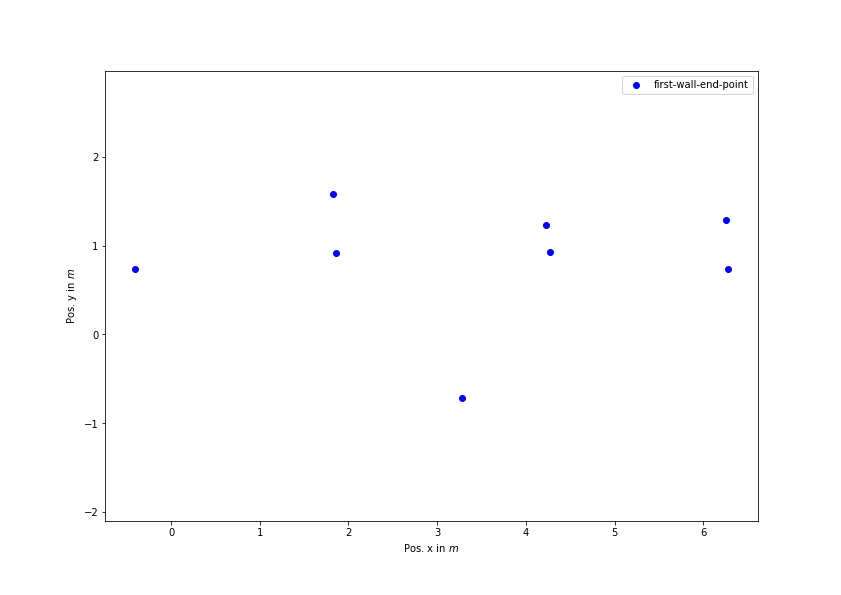 first-wall-end-point
2
1
0
−1
−2
Pos. y in m
0 1 2 3 4 5 6
Pos. x in m